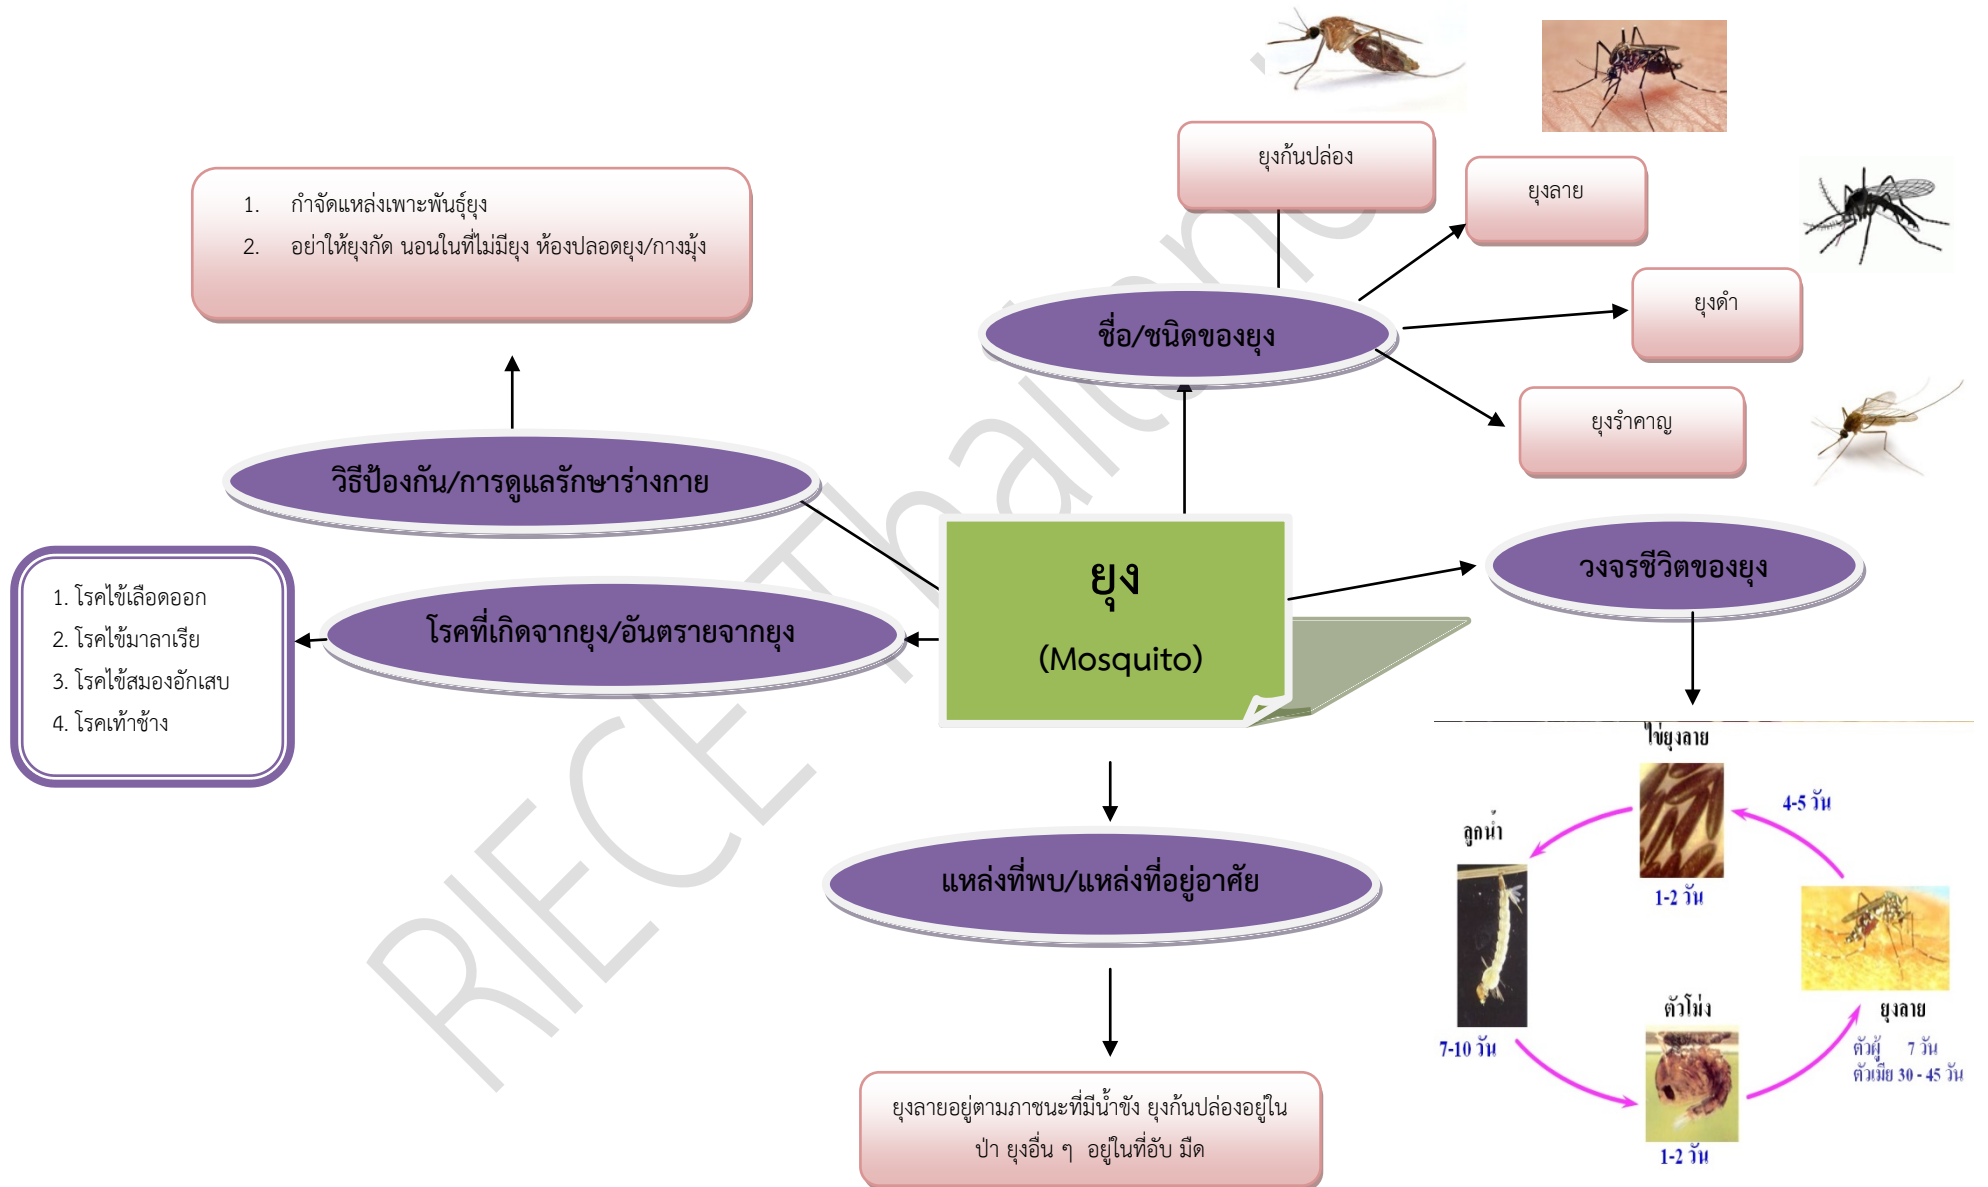 ยุงก้นปล่อง
ยุงลาย
ยุงดำ
ยุงรำคาญ
ชื่อ/ชนิดของยุง
1. กำจัดแหล่งเพาะพันธุ์ยุง
2. อย่าให้ยุงกัด นอนในที่ไม่มียุง ห้องปลอดยุง/กางมุ้ง
วิธีป้องกัน/การดูแลรักษาร่างกาย
ยุง
(Mosquito)
วงจรชีวิตของยุง
1. โรคไข้เลือดออก
2. โรคไข้มาลาเรีย
3. โรคไข้สมองอักเสบ
4. โรคเท้าช้าง
โรคที่เกิดจากยุง/อันตรายจากยุง
แหล่งที่พบ/แหล่งที่อยู่อาศัย
ยุงลายอยู่ตามภาชนะที่มีน้ำขัง ยุงก้นปล่องอยู่ใน
ป่า ยุงอื่น ๆ อยู่ในที่อับ มืด
ไข่ยุงลาย
1-2 วัน
ลูกน้ำ
7-10 วัน
ตัวโม่ง
1-2 วัน
ยุงลาย
ตัวผู้ 7 วัน
ตัวเมีย 30 - 45 วัน
4-5 วัน
RIECE Thailand